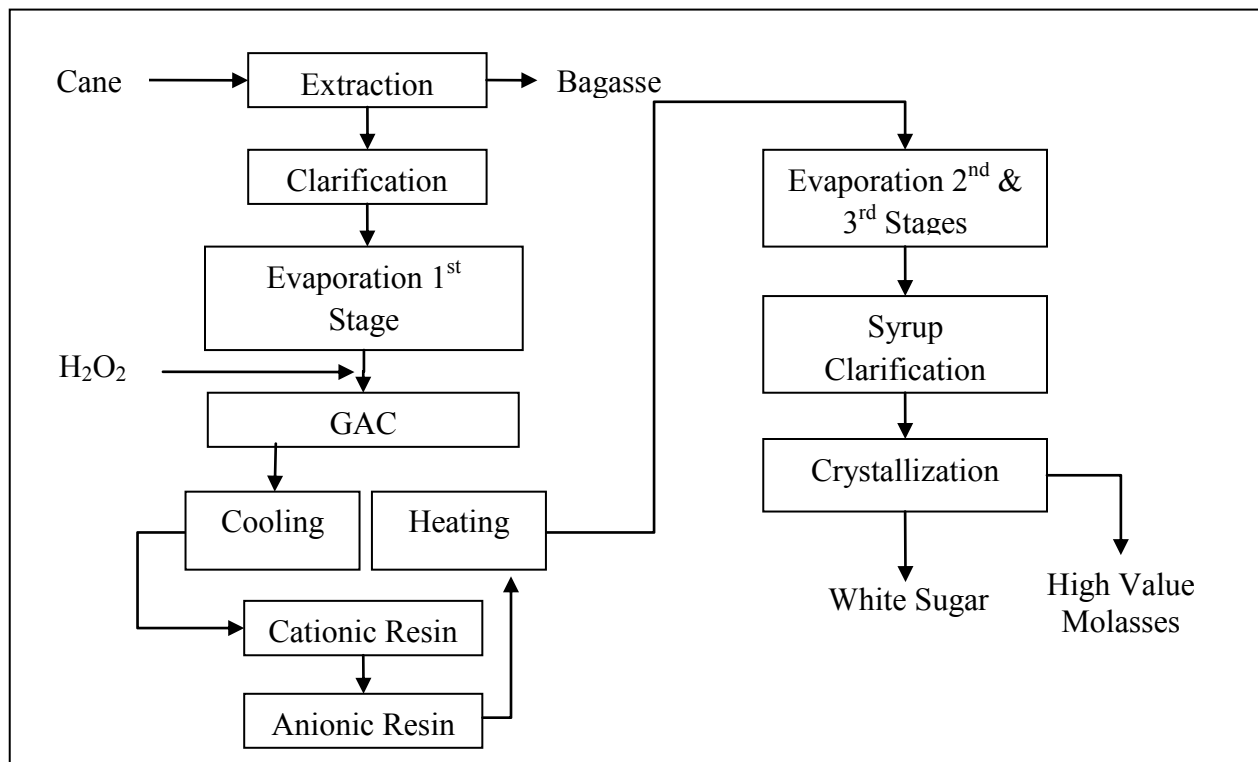 Cane
Extraction
Bagasse
Clarification
Evaporation 1st
Stage
H₂O₂
GAC
Cooling
Heating
Cationic Resin
Anionic Resin
Evaporation 2nd &
3rd Stages
Syrup
Clarification
Crystallization
White Sugar
High Value
Molasses